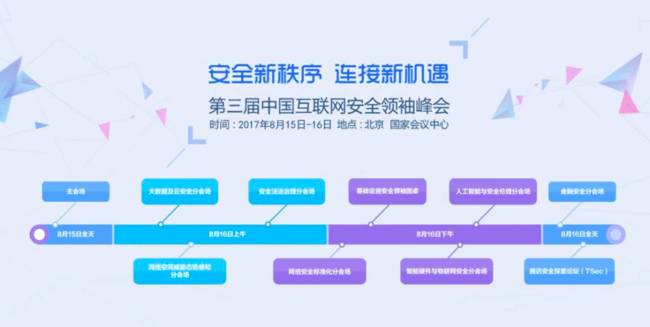 安全新秩序 连接新机遇
第三届中国互联网安全领袖峰会
时间：2017年8月15日-16日 地点：北京 国家会议中心
主会场
大数据及云安全分会场
安全法治治理分会场
基础设施安全领袖圆桌
人工智能与安全伦理分会场
金融安全分会场
8月15日全天
8月16日上午
8月16日下午
8月16日全天
网络空间威胁态势感知
分会场
网络安全标准化分会场
智能硬件与物联网安全分会场
腾讯安全探索论坛（TSec）